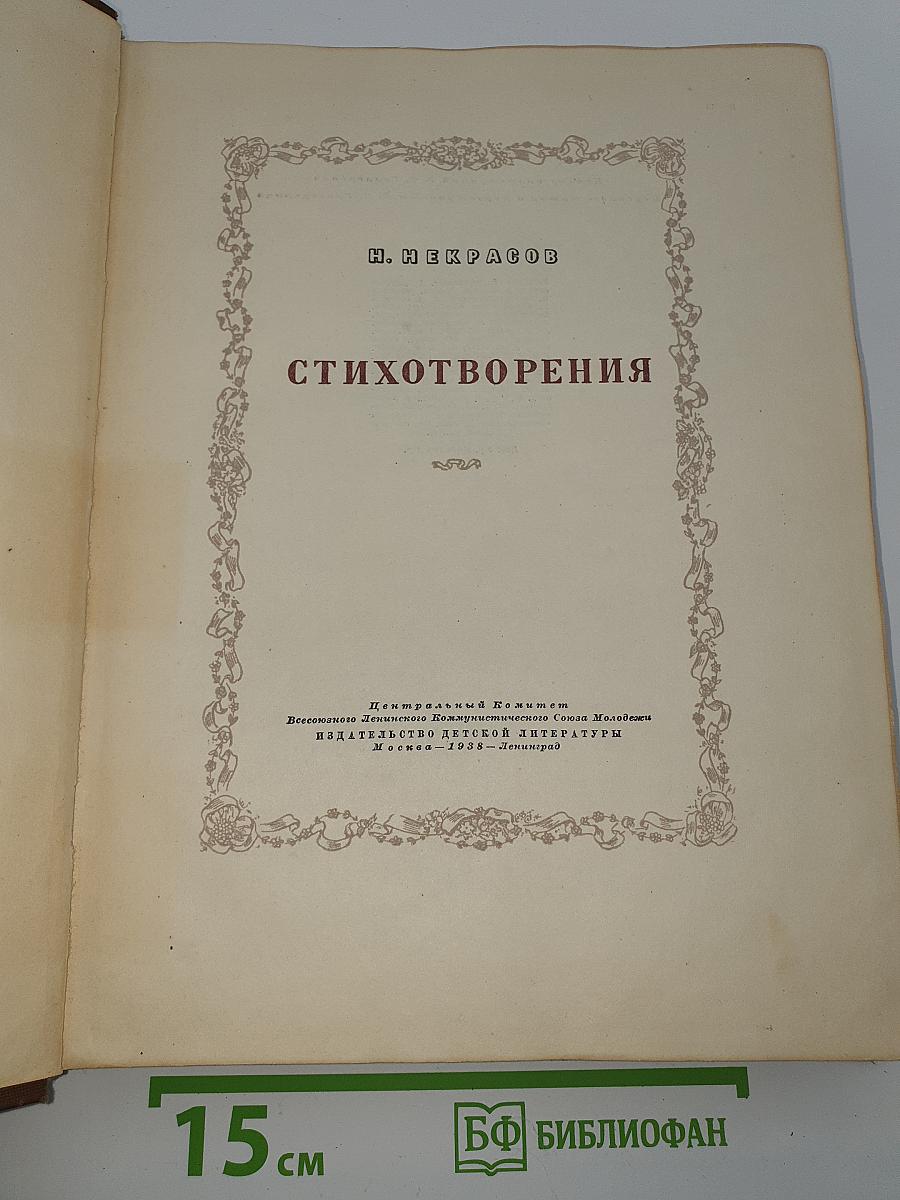 Н. НЕКРАСОВ
СТИХОТВОРЕНИЯ
Центральный Комитет
Всесоюзного Ленинского Коммунистического Союза Молодежи
ИЗДАТЕЛЬСТВО ДЕТСКОЙ ЛИТЕРАТУРЫ
Москва — 1938 — Ленинград
15 см
БФ БИБЛИОФАН